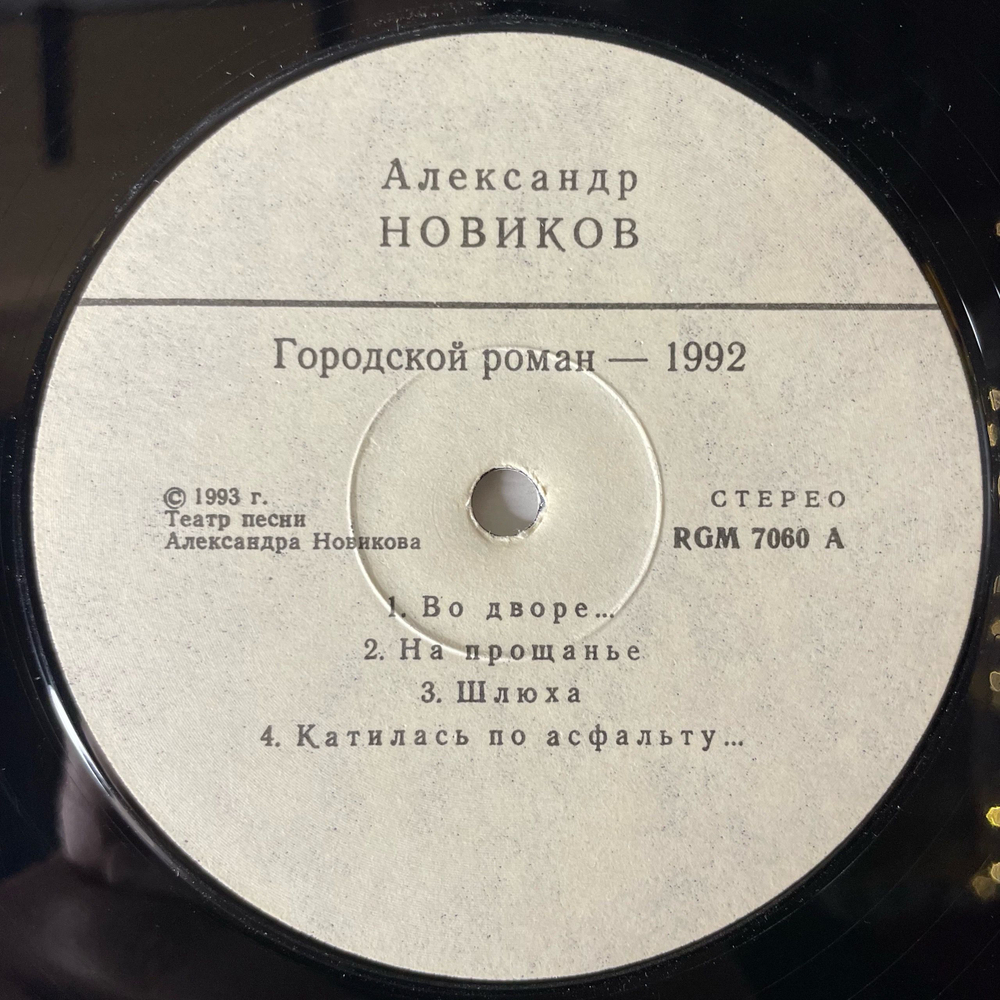 Александр
НОВИКОВ
Городской роман — 1992
© 1993 г.
Театр песни
Александра Новикова
СТЕРЕО
RGM 7060 A
1. Во дворе...
2. На прощанье
3. Шлюха
4. Катилась по асфальту...